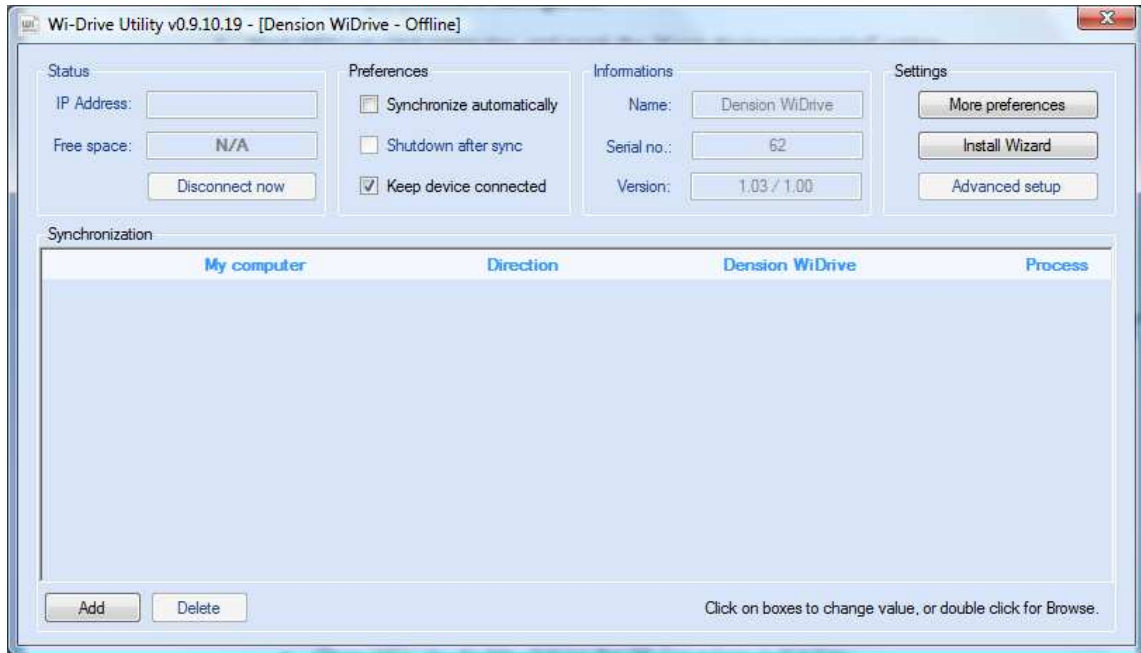 Wi-Drive Utility v0.9.10.19 - [Dension WiDrive - Offline]
Status
IP Address:
Free space: N/A
Disconnect now
Preferences
Synchronize automatically
Shutdown after sync
Keep device connected
Informations
Name: Dension WiDrive
Serial no.: 62
Version: 1.03 / 1.00
Settings
More preferences
Install Wizard
Advanced setup
Synchronization
My computer Direction Dension WiDrive Process
Add Delete Click on boxes to change value, or double click for Browse.